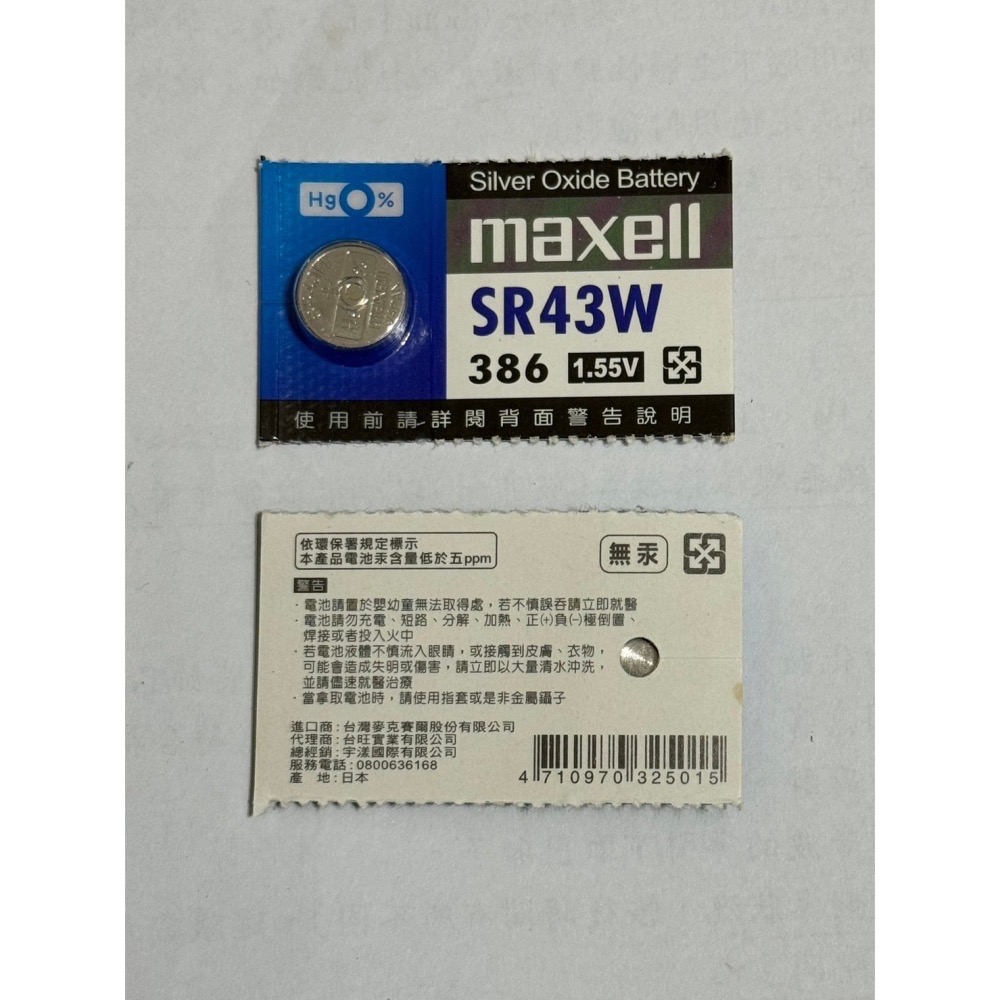 Hg0%
Silver Oxide Battery
maxell
SR43W
386 1.55V
使用前請詳閱背面警告說明
依環保署規定標示
本產品電池汞含量低於五ppm
無汞
警告
·電池請置於嬰幼童無法取得處，若不慎誤吞請立即就醫
·電池請勿充電、短路、分解、加熱、正(+)負(-)極倒置、
焊接或者投入火中
·若電池液體不慎流入眼睛，或接觸到皮膚、衣物，
可能會造成失明或傷害，請立即以大量清水沖洗，
並請儘速就醫治療
·當拿取電池時，請使用指套或是非金屬鑷子
進口商：台灣麥克賽爾股份有限公司
代理商：台旺實業有限公司
總經銷：宇漾國際有限公司
服務電話：0800636168
產　地：日本
4 710970 325015